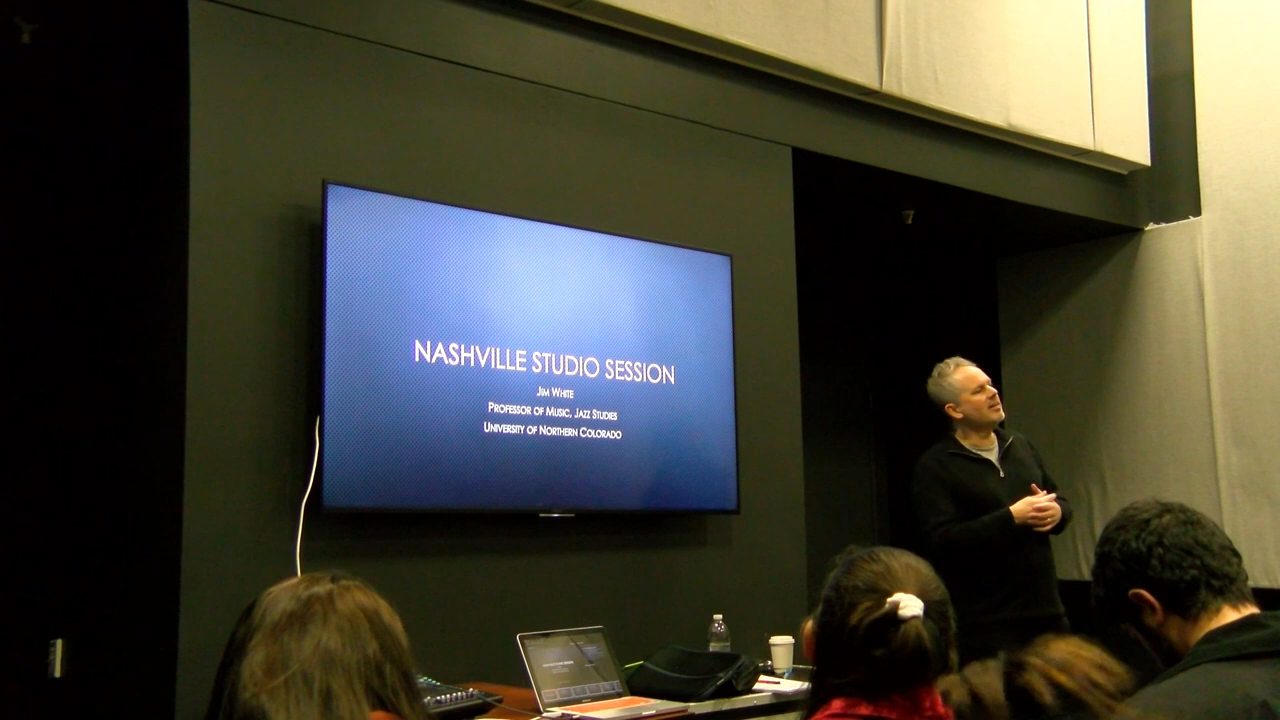 NASHVILLE STUDIO SESSION
JIM WHITE
PROFESSOR OF MUSIC, JAZZ STUDIES
UNIVERSITY OF NORTHERN COLORADO